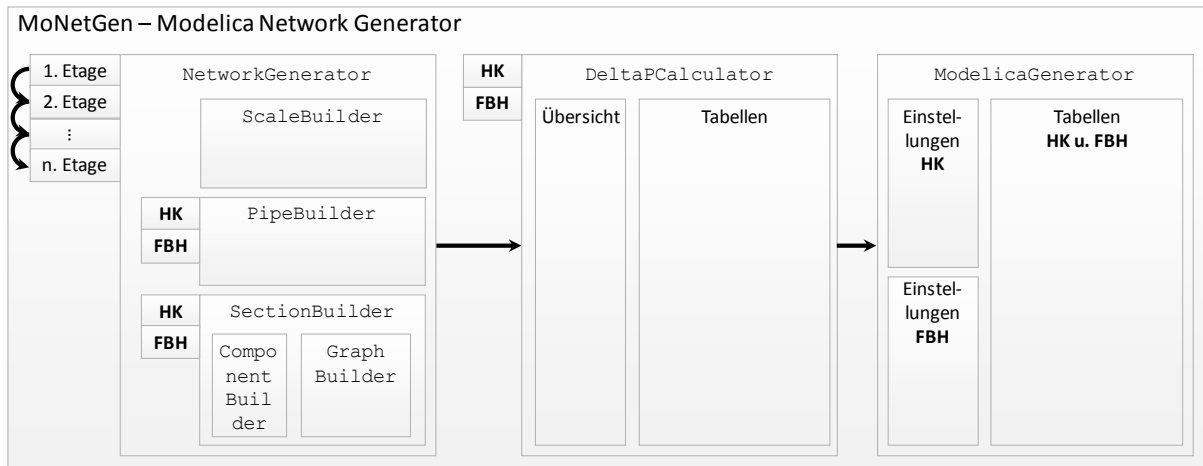 MoNetGen – Modelica Network Generator
1. Etage
2. Etage
⋮
n. Etage
NetworkGenerator
ScaleBuilder
HK
FBH
PipeBuilder
HK
FBH
SectionBuilder
Compo
nent
Buil
der
Graph
Builder
HK
FBH
DeltaPCalculator
Übersicht
Tabellen
ModelicaGenerator
Einstel-
lungen
HK
Einstel-
lungen
FBH
Tabellen
HK u. FBH